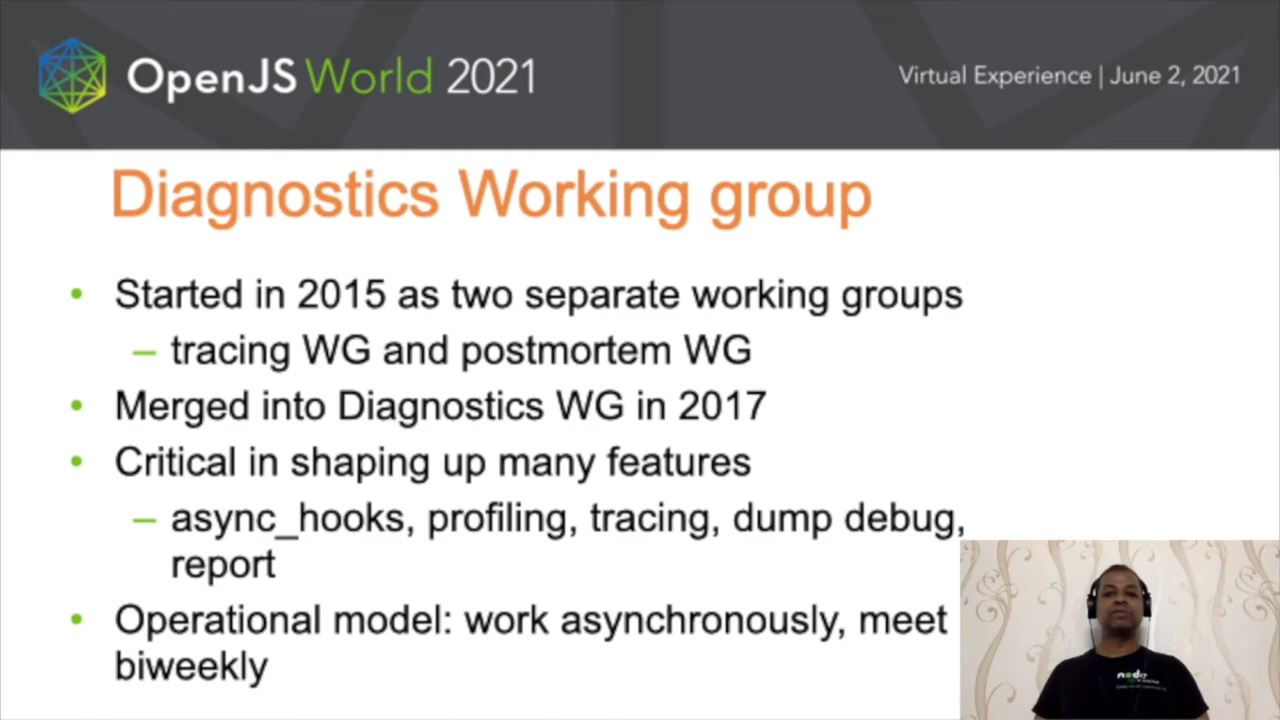 OpenJS World 2021
Virtual Experience | June 2, 2021
Diagnostics Working group
• Started in 2015 as two separate working groups
– tracing WG and postmortem WG
• Merged into Diagnostics WG in 2017
• Critical in shaping up many features
– async_hooks, profiling, tracing, dump debug,
report
• Operational model: work asynchronously, meet
biweekly
node